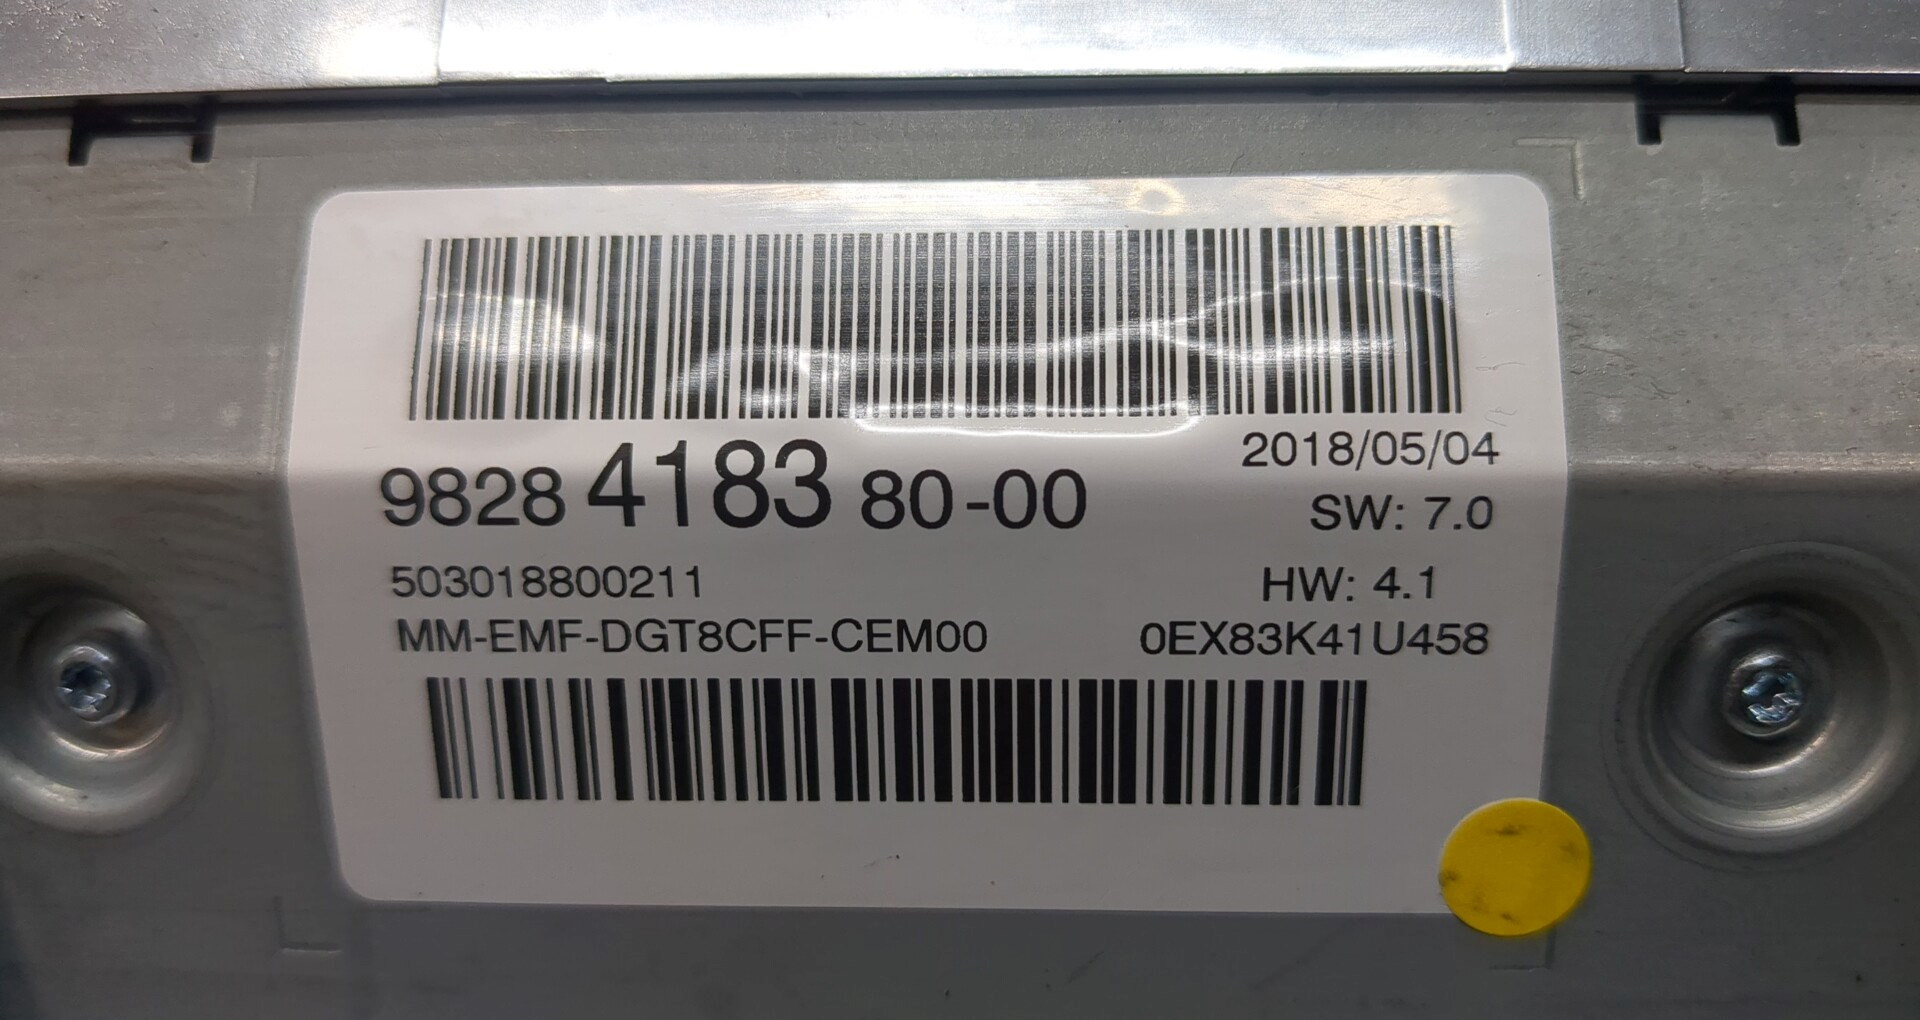 9828 4183 80-00
2018/05/04
SW: 7.0
503018800211
HW: 4.1
MM-EMF-DGT8CFF-CEM00
0EX83K41U458